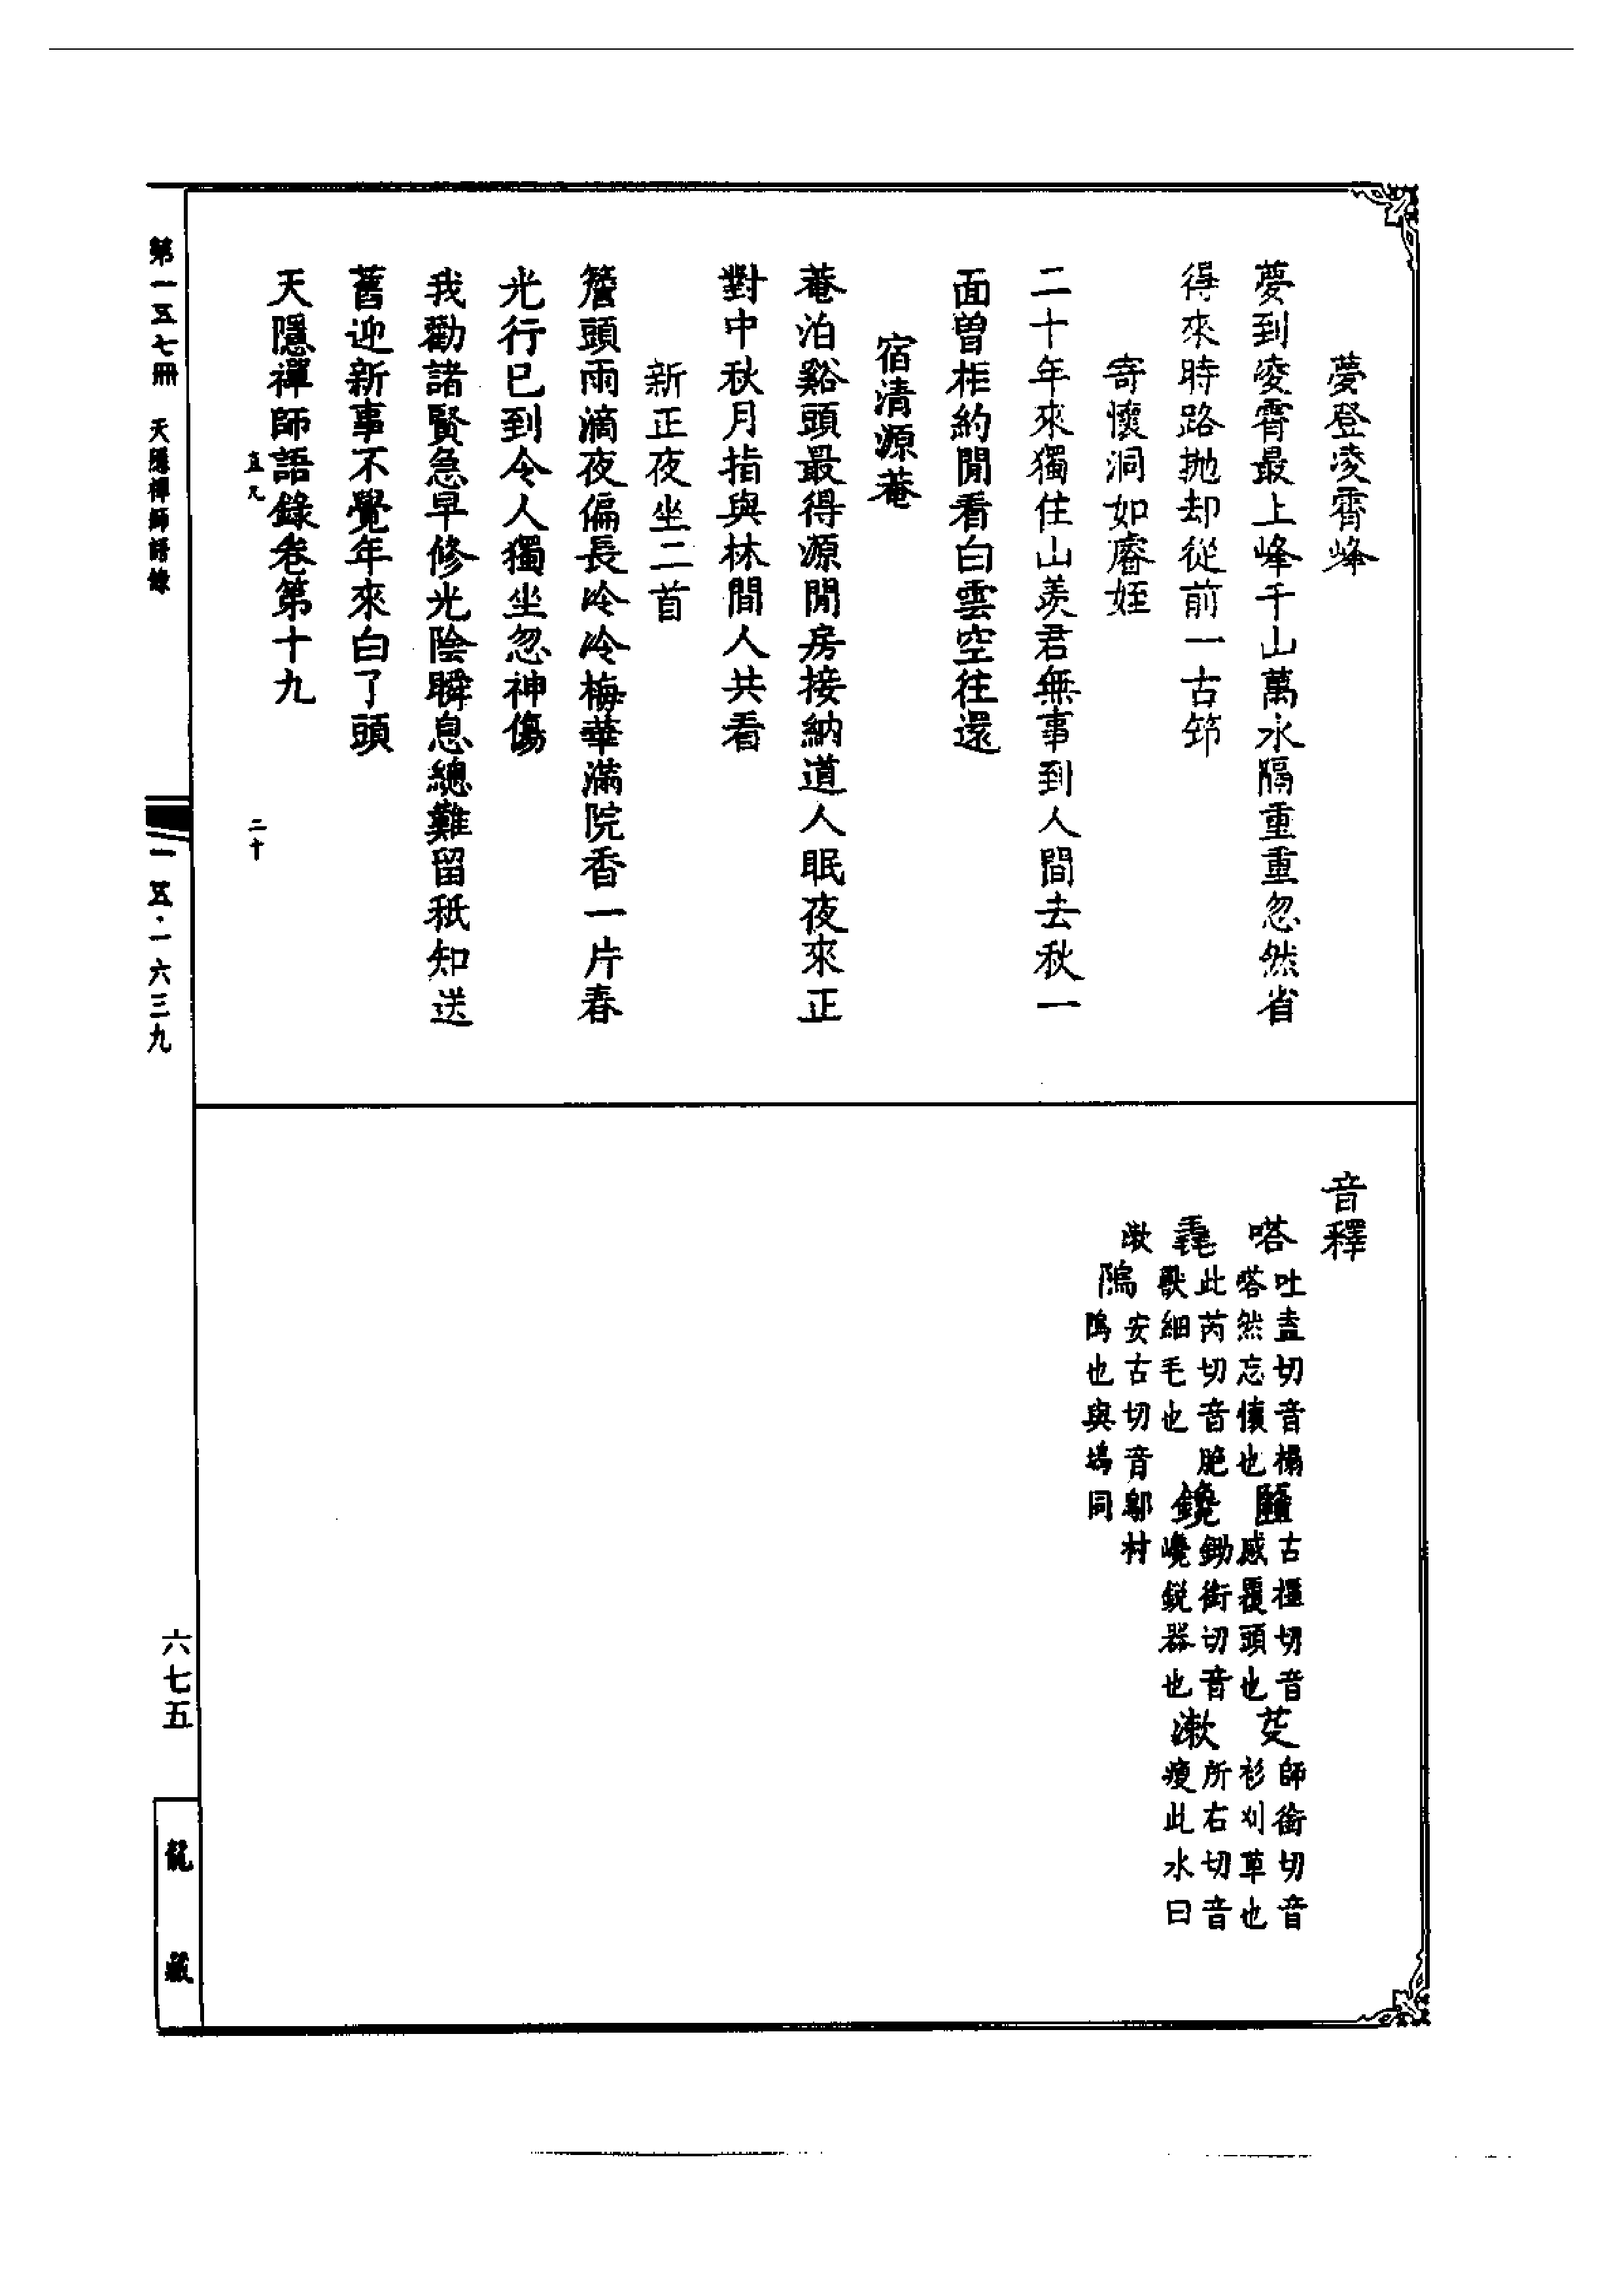 夢登凌霄峰
夢到凌霄最上峰千山萬水隔重重忽然省
得來時路拋却從前一古笻
寄懷洞如睿姪
二十年來獨住山羨君無事到人間去秋一
面曾相約閒看白雲空往還
宿清源菴
菴泊谿頭最得源閒房接納道人眠夜來正
對中秋月指與林間人共看
新正夜坐二首
簷頭雨滴夜偏長冷冷梅華滿院香一片春
光行已到令人獨坐忽神傷
我勸諸賢急早修光陰瞬息總難留秖知送
舊迎新事不覺年來白了頭
天隱禪師語錄卷第十九
二十
音釋
嗒 吐盍切音榻嗒然忘懷也
古禫切音感覆頭也
芟 師銜切音衫刈草也
毳 此芮切音脆獸細毛也
鑱 鋤銜切音巉銳器也
漱 所右切音瘦此水曰漱
隖 安古切音鄔村隖也與塢同
第一五七冊 天隱禪師語錄
一五·一六三九
六七五
龍藏